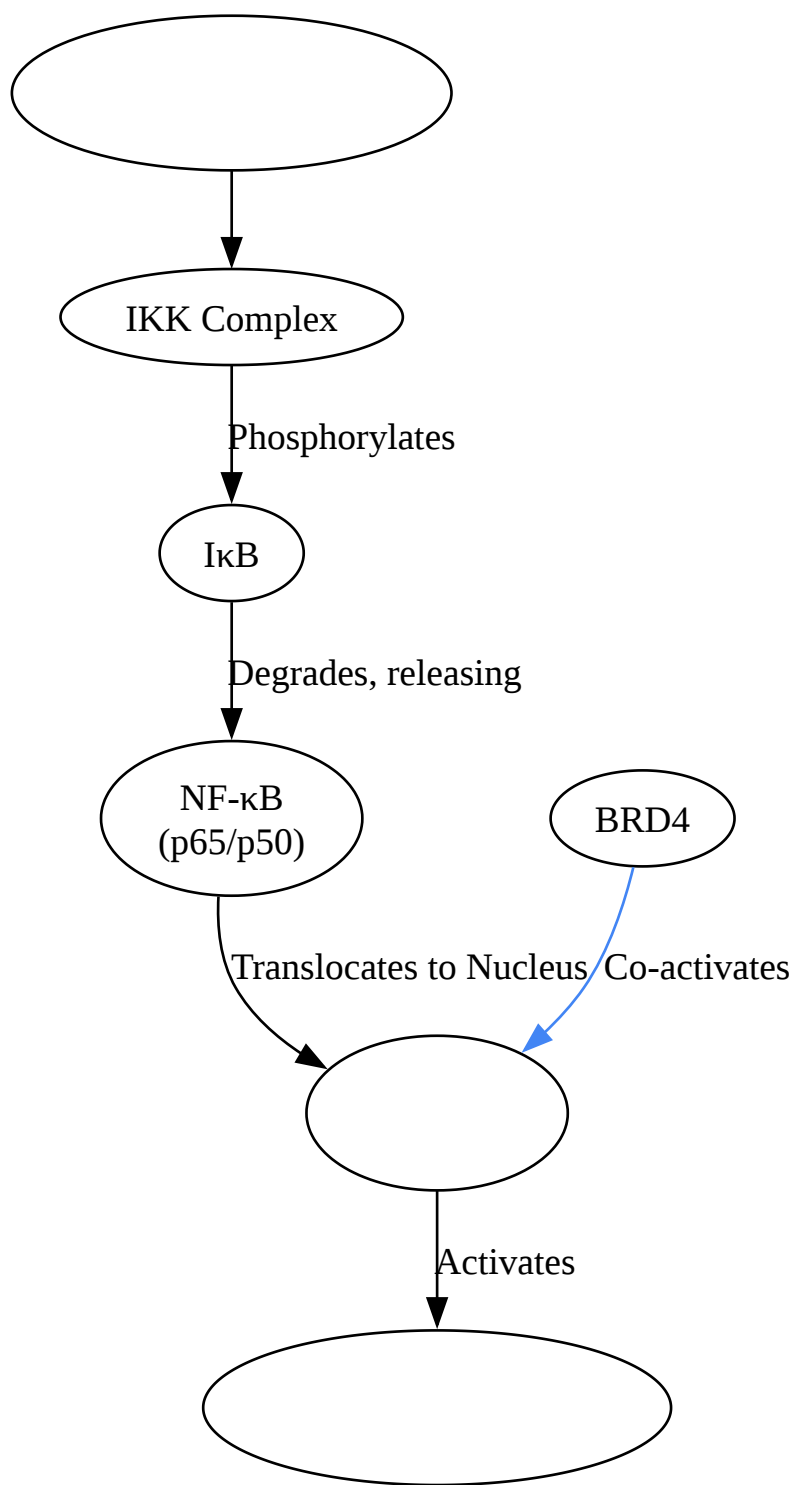 IKK Complex
Phosphorylates
IκB
Degrades, releasing
NF-κB
(p65/p50)
BRD4
Translocates to Nucleus
Co-activates
Activates